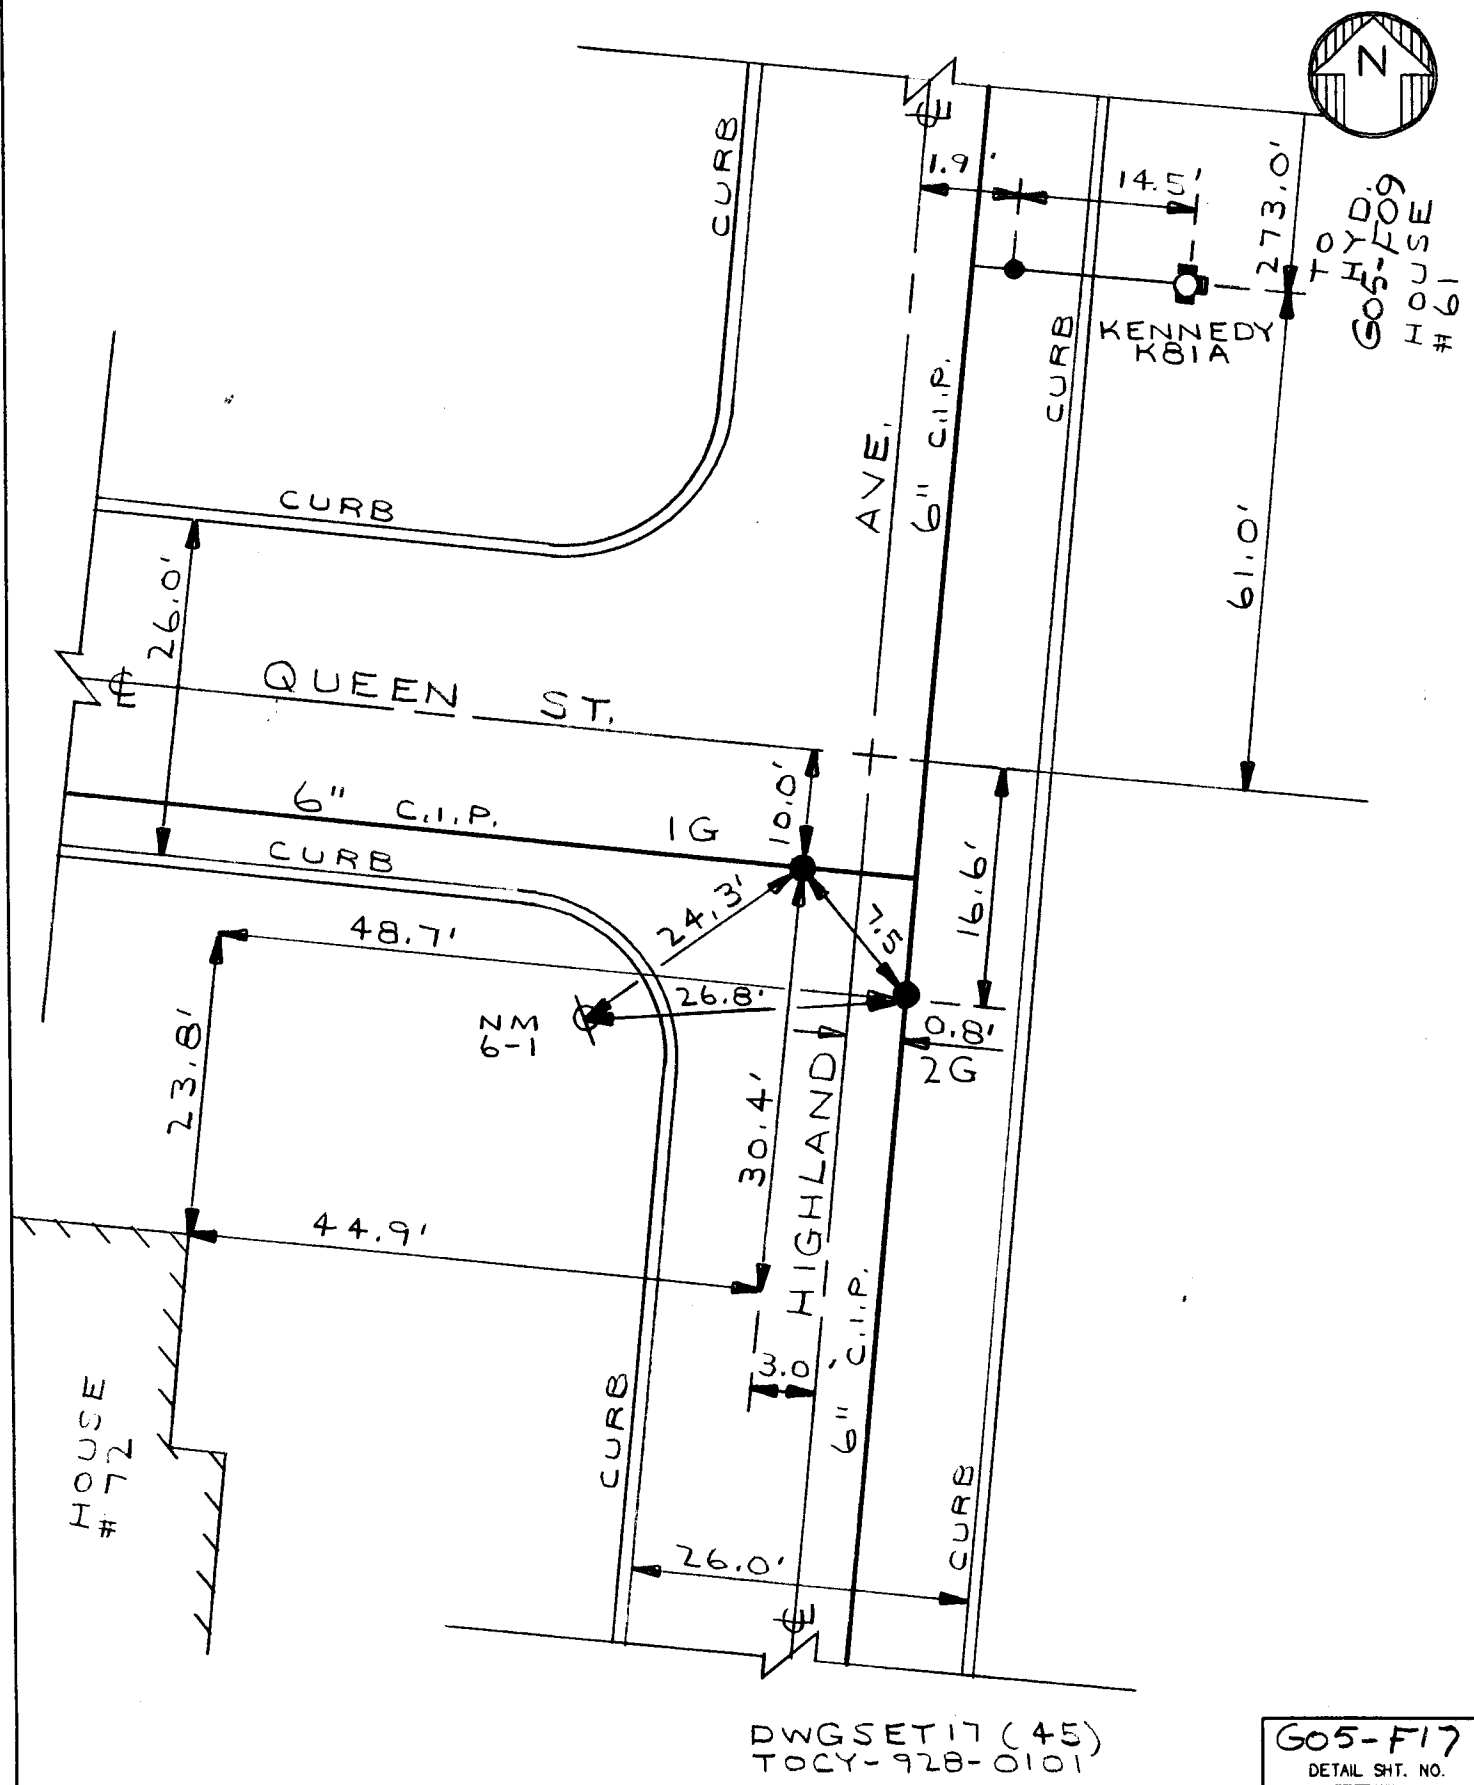 N
CURB
℄
1.9'
14.5'
273.0'
TO
HYD.
G05-F09
HOUSE
#61
KENNEDY
K81A
CURB
6" C.I.P.
AVE.
CURB
26.0'
61.0'
℄
QUEEN ST.
10.0'
6" C.I.P.
1G
CURB
16.6'
24.3'
7.5
48.7'
26.8'
NM
6-1
0.8'
2G
23.8'
30.4'
HIGHLAND
44.9'
3.0'
6" C.I.P.
HOUSE
#72
CURB
CURB
26.0'
℄
DWGSET17 (45)
TOCY-928-0101
G05-F17
DETAIL SHT. NO.